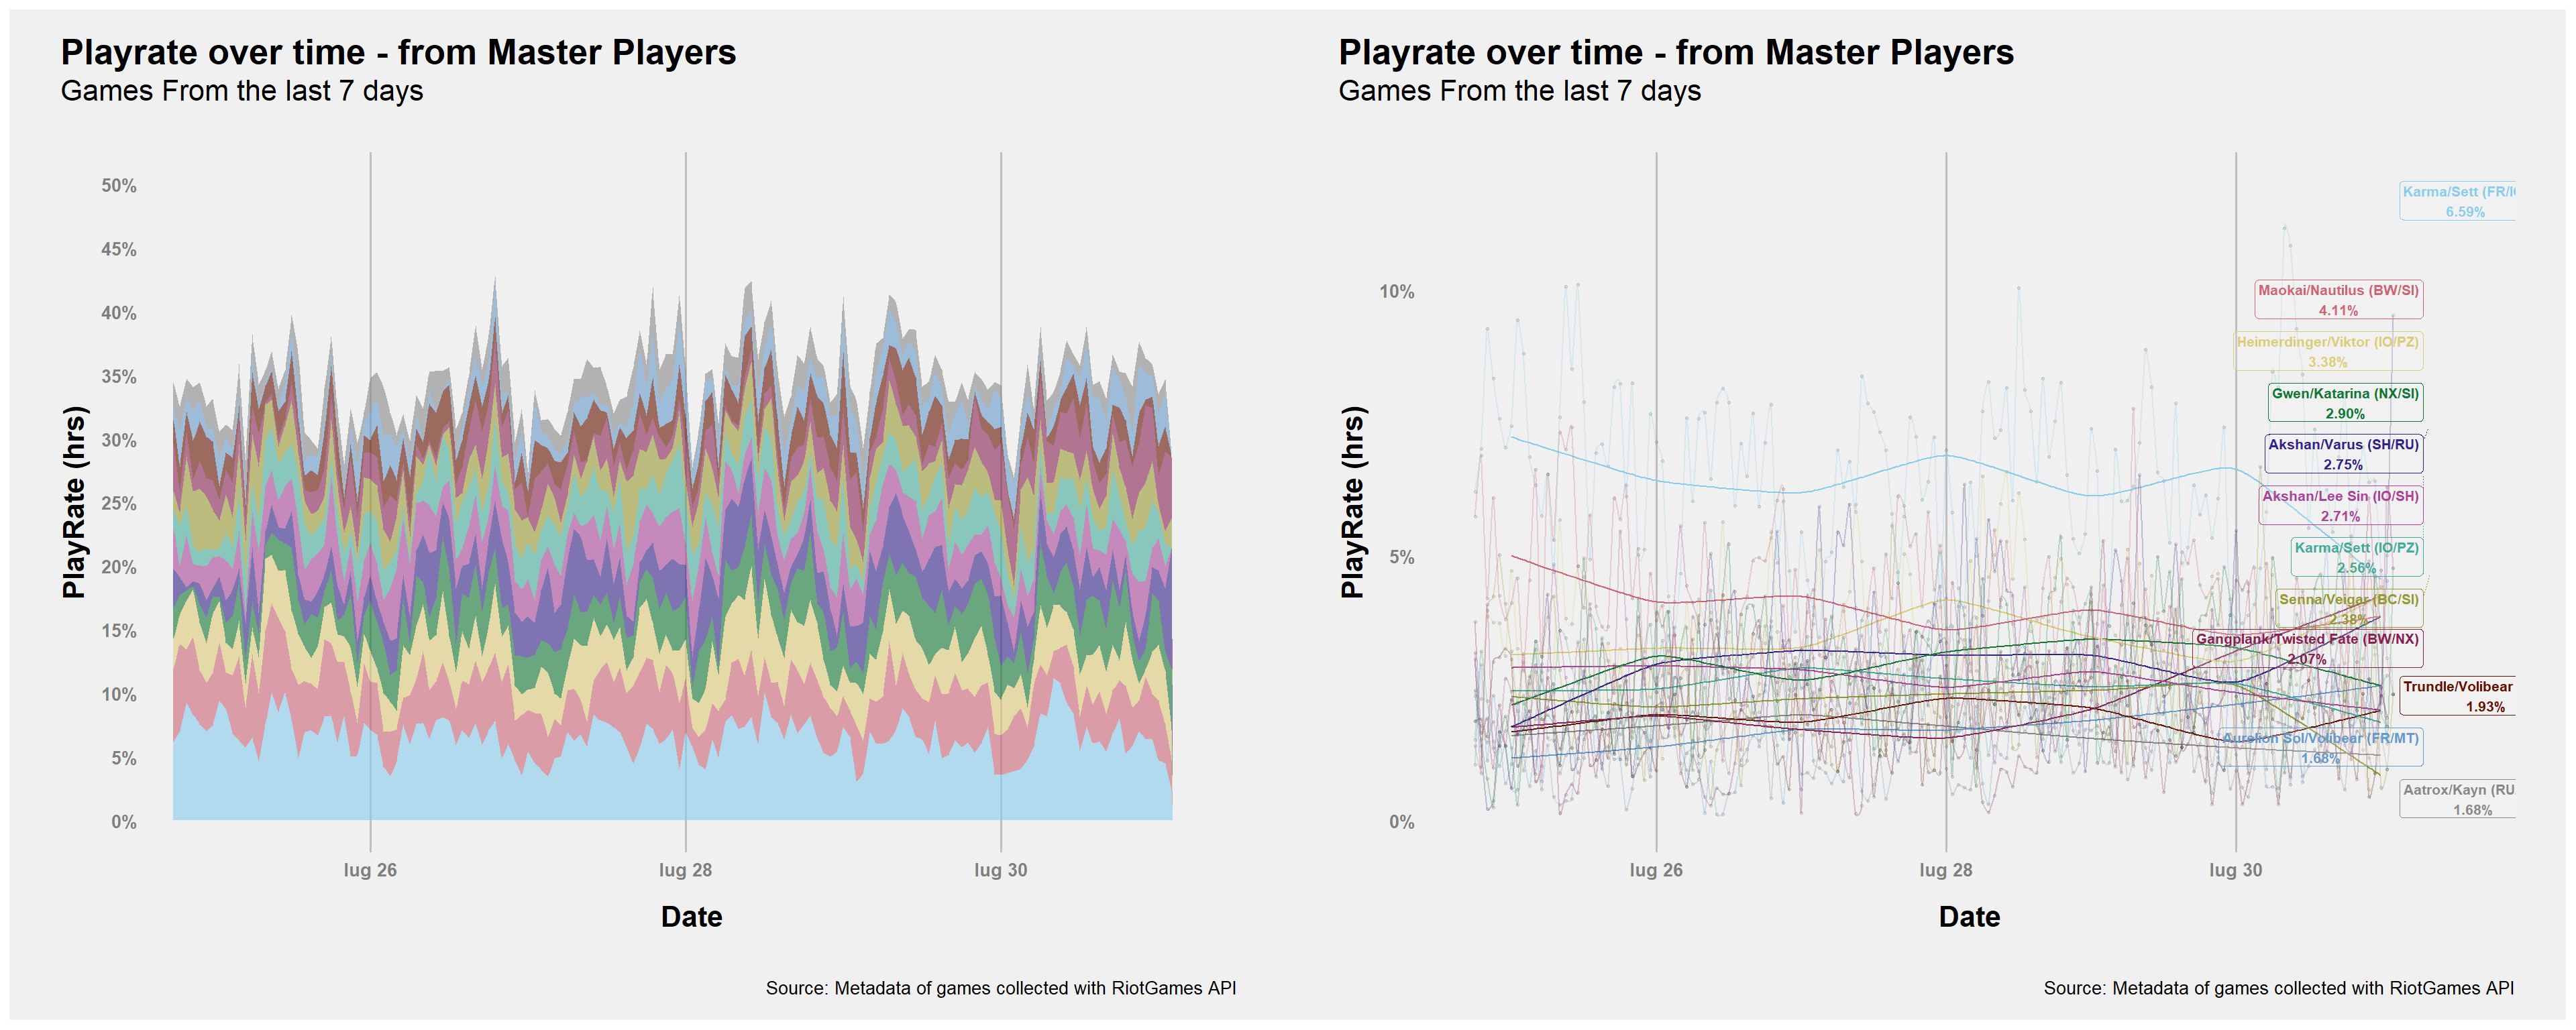 Playrate over time - from Master Players
Games From the last 7 days
PlayRate (hrs)
50%
45%
40%
35%
30%
25%
20%
15%
10%
5%
0%
lug 26
lug 28
lug 30
Date
Source: Metadata of games collected with RiotGames API
Playrate over time - from Master Players
Games From the last 7 days
PlayRate (hrs)
10%
5%
0%
Karma/Sett (FR/I
6.59%
Maokai/Nautilus (BW/SI)
4.11%
Heimerdinger/Viktor (IO/PZ)
3.38%
Gwen/Katarina (NX/SI)
2.90%
Akshan/Varus (SH/RU)
2.75%
Akshan/Lee Sin (IO/SH)
2.71%
Karma/Sett (IO/PZ)
2.56%
Senna/Veigar (BC/SI)
2.38%
Gangplank/Twisted Fate (BW/NX)
2.07%
Trundle/Volibear
1.93%
Aurelion Sol/Volibear (FR/MT)
1.68%
Aatrox/Kayn (RU
1.68%
lug 26
lug 28
lug 30
Date
Source: Metadata of games collected with RiotGames API